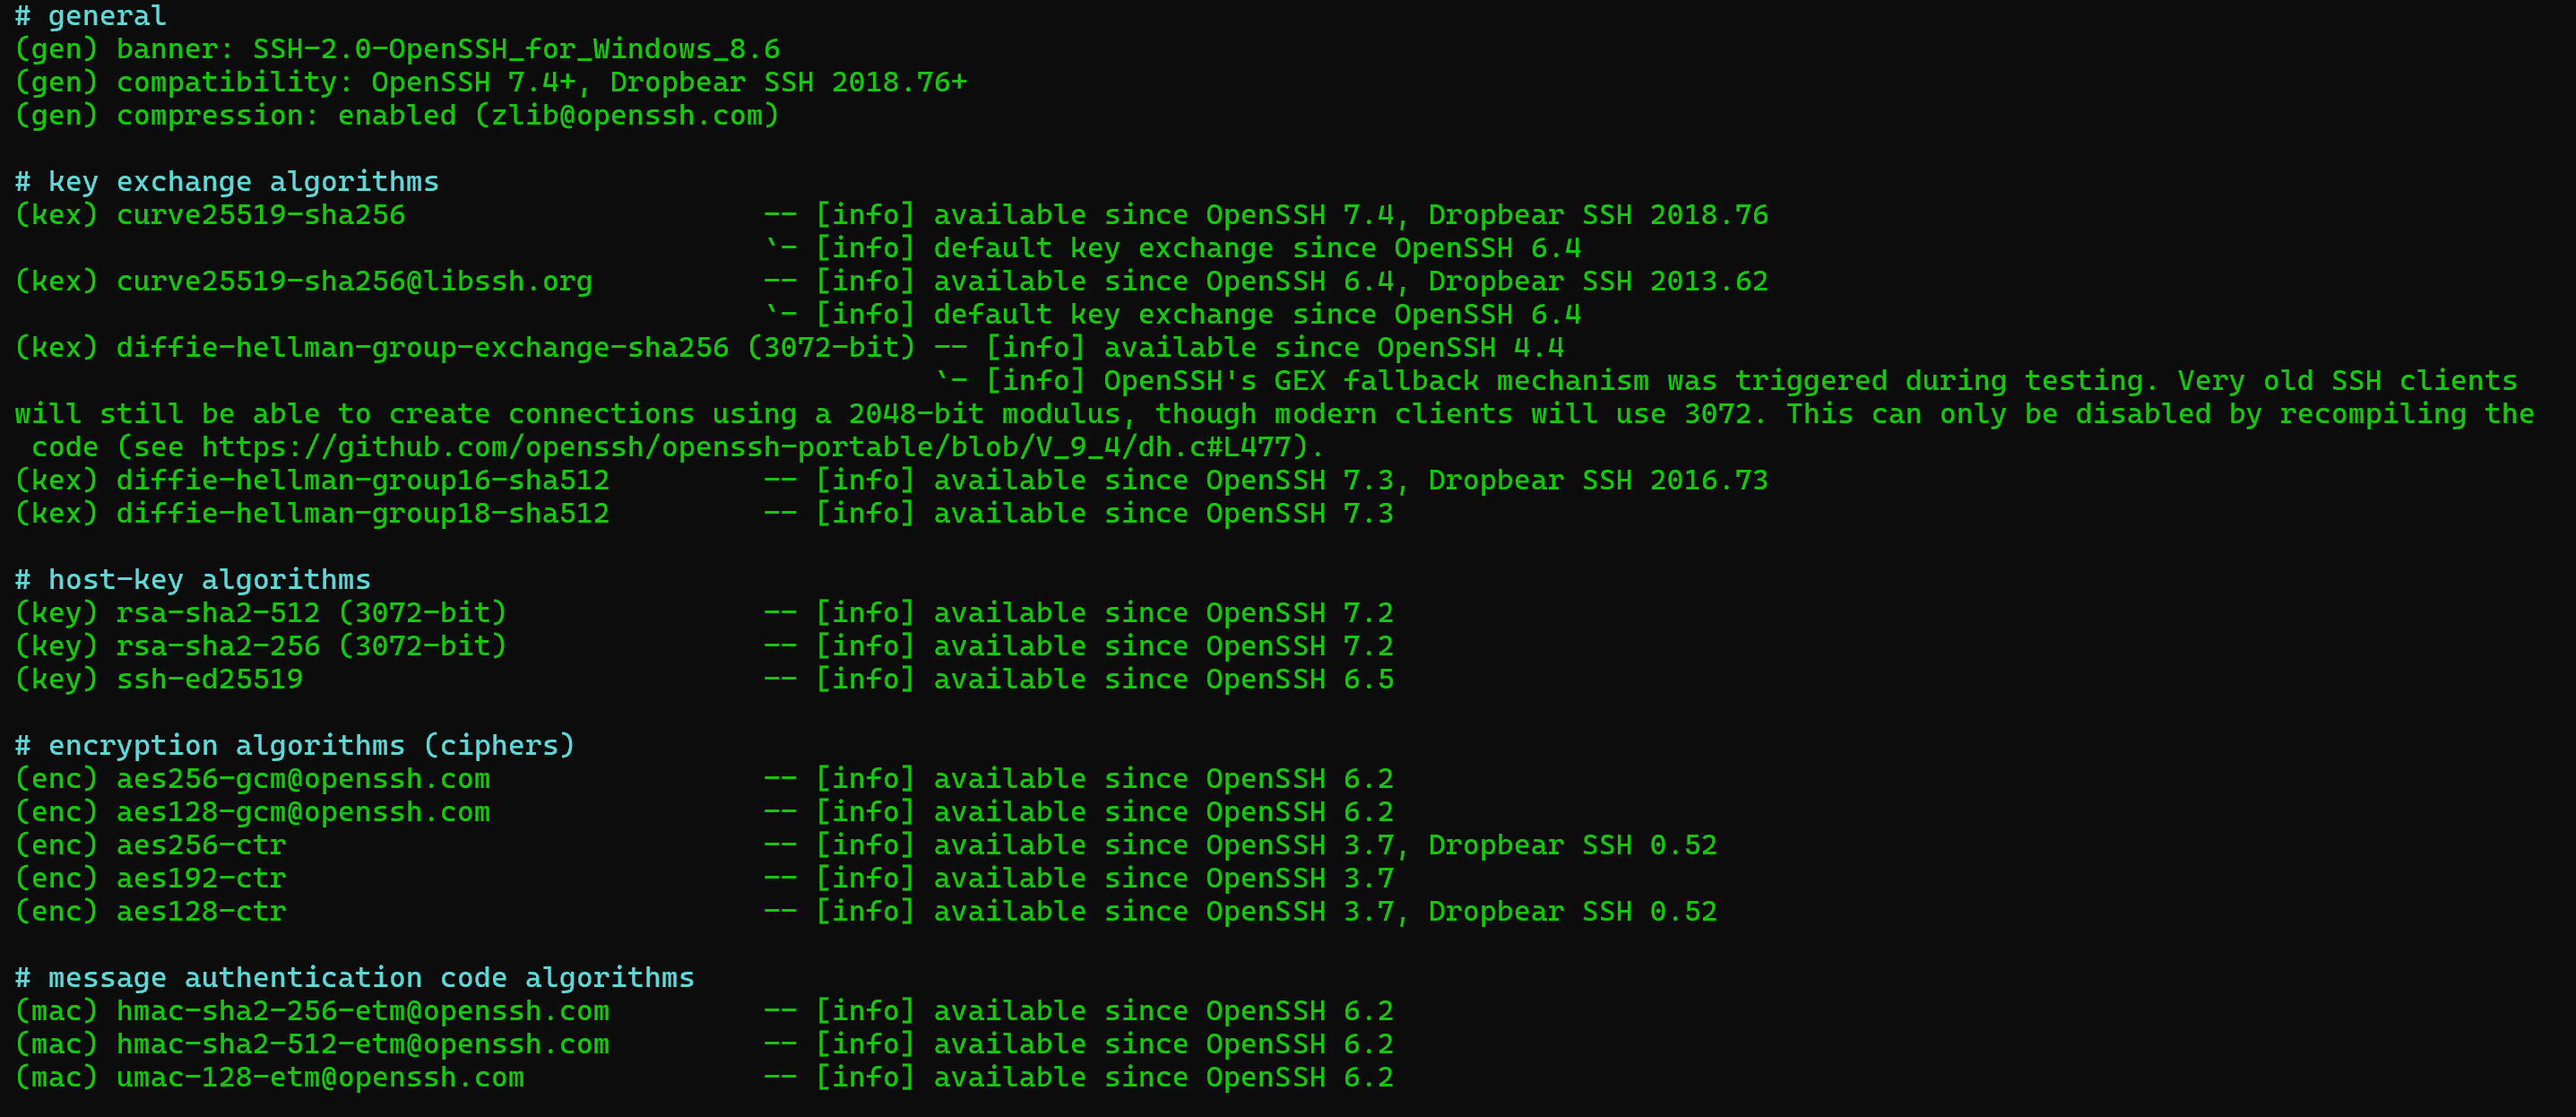 # general
(gen) banner: SSH-2.0-OpenSSH_for_Windows_8.6
(gen) compatibility: OpenSSH 7.4+, Dropbear SSH 2018.76+
(gen) compression: enabled (zlib@openssh.com)

# key exchange algorithms
(kex) curve25519-sha256                     -- [info] available since OpenSSH 7.4, Dropbear SSH 2018.76
                                            `- [info] default key exchange since OpenSSH 6.4
(kex) curve25519-sha256@libssh.org          -- [info] available since OpenSSH 6.4, Dropbear SSH 2013.62
                                            `- [info] default key exchange since OpenSSH 6.4
(kex) diffie-hellman-group-exchange-sha256 (3072-bit) -- [info] available since OpenSSH 4.4
                                                      `- [info] OpenSSH's GEX fallback mechanism was triggered during testing. Very old SSH clients
will still be able to create connections using a 2048-bit modulus, though modern clients will use 3072. This can only be disabled by recompiling the
 code (see https://github.com/openssh/openssh-portable/blob/V_9_4/dh.c#L477).
(kex) diffie-hellman-group16-sha512         -- [info] available since OpenSSH 7.3, Dropbear SSH 2016.73
(kex) diffie-hellman-group18-sha512         -- [info] available since OpenSSH 7.3

# host-key algorithms
(key) rsa-sha2-512 (3072-bit)               -- [info] available since OpenSSH 7.2
(key) rsa-sha2-256 (3072-bit)               -- [info] available since OpenSSH 7.2
(key) ssh-ed25519                           -- [info] available since OpenSSH 6.5

# encryption algorithms (ciphers)
(enc) aes256-gcm@openssh.com                -- [info] available since OpenSSH 6.2
(enc) aes128-gcm@openssh.com                -- [info] available since OpenSSH 6.2
(enc) aes256-ctr                            -- [info] available since OpenSSH 3.7, Dropbear SSH 0.52
(enc) aes192-ctr                            -- [info] available since OpenSSH 3.7
(enc) aes128-ctr                            -- [info] available since OpenSSH 3.7, Dropbear SSH 0.52

# message authentication code algorithms
(mac) hmac-sha2-256-etm@openssh.com         -- [info] available since OpenSSH 6.2
(mac) hmac-sha2-512-etm@openssh.com         -- [info] available since OpenSSH 6.2
(mac) umac-128-etm@openssh.com              -- [info] available since OpenSSH 6.2